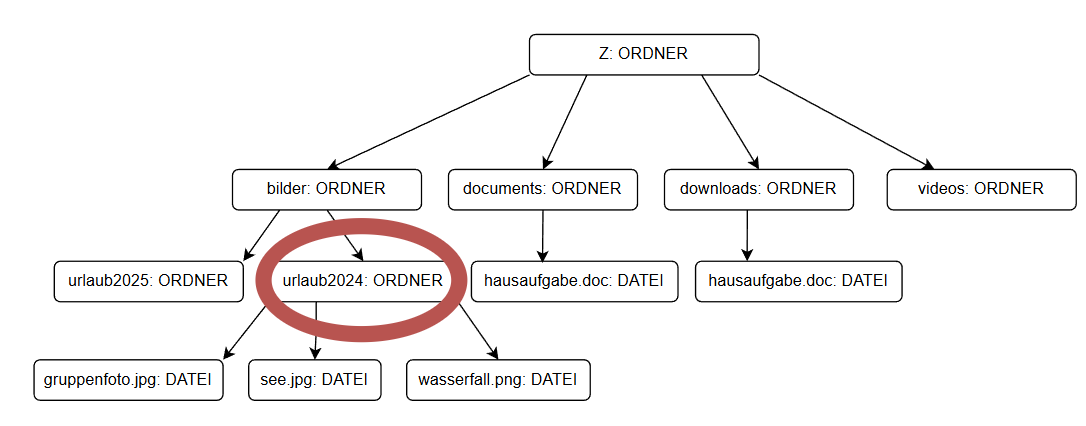 Z: ORDNER
bilder: ORDNER
documents: ORDNER
downloads: ORDNER
videos: ORDNER
urlaub2025: ORDNER
urlaub2024: ORDNER
hausaufgabe.doc: DATEI
hausaufgabe.doc: DATEI
gruppenfoto.jpg: DATEI
see.jpg: DATEI
wasserfall.png: DATEI